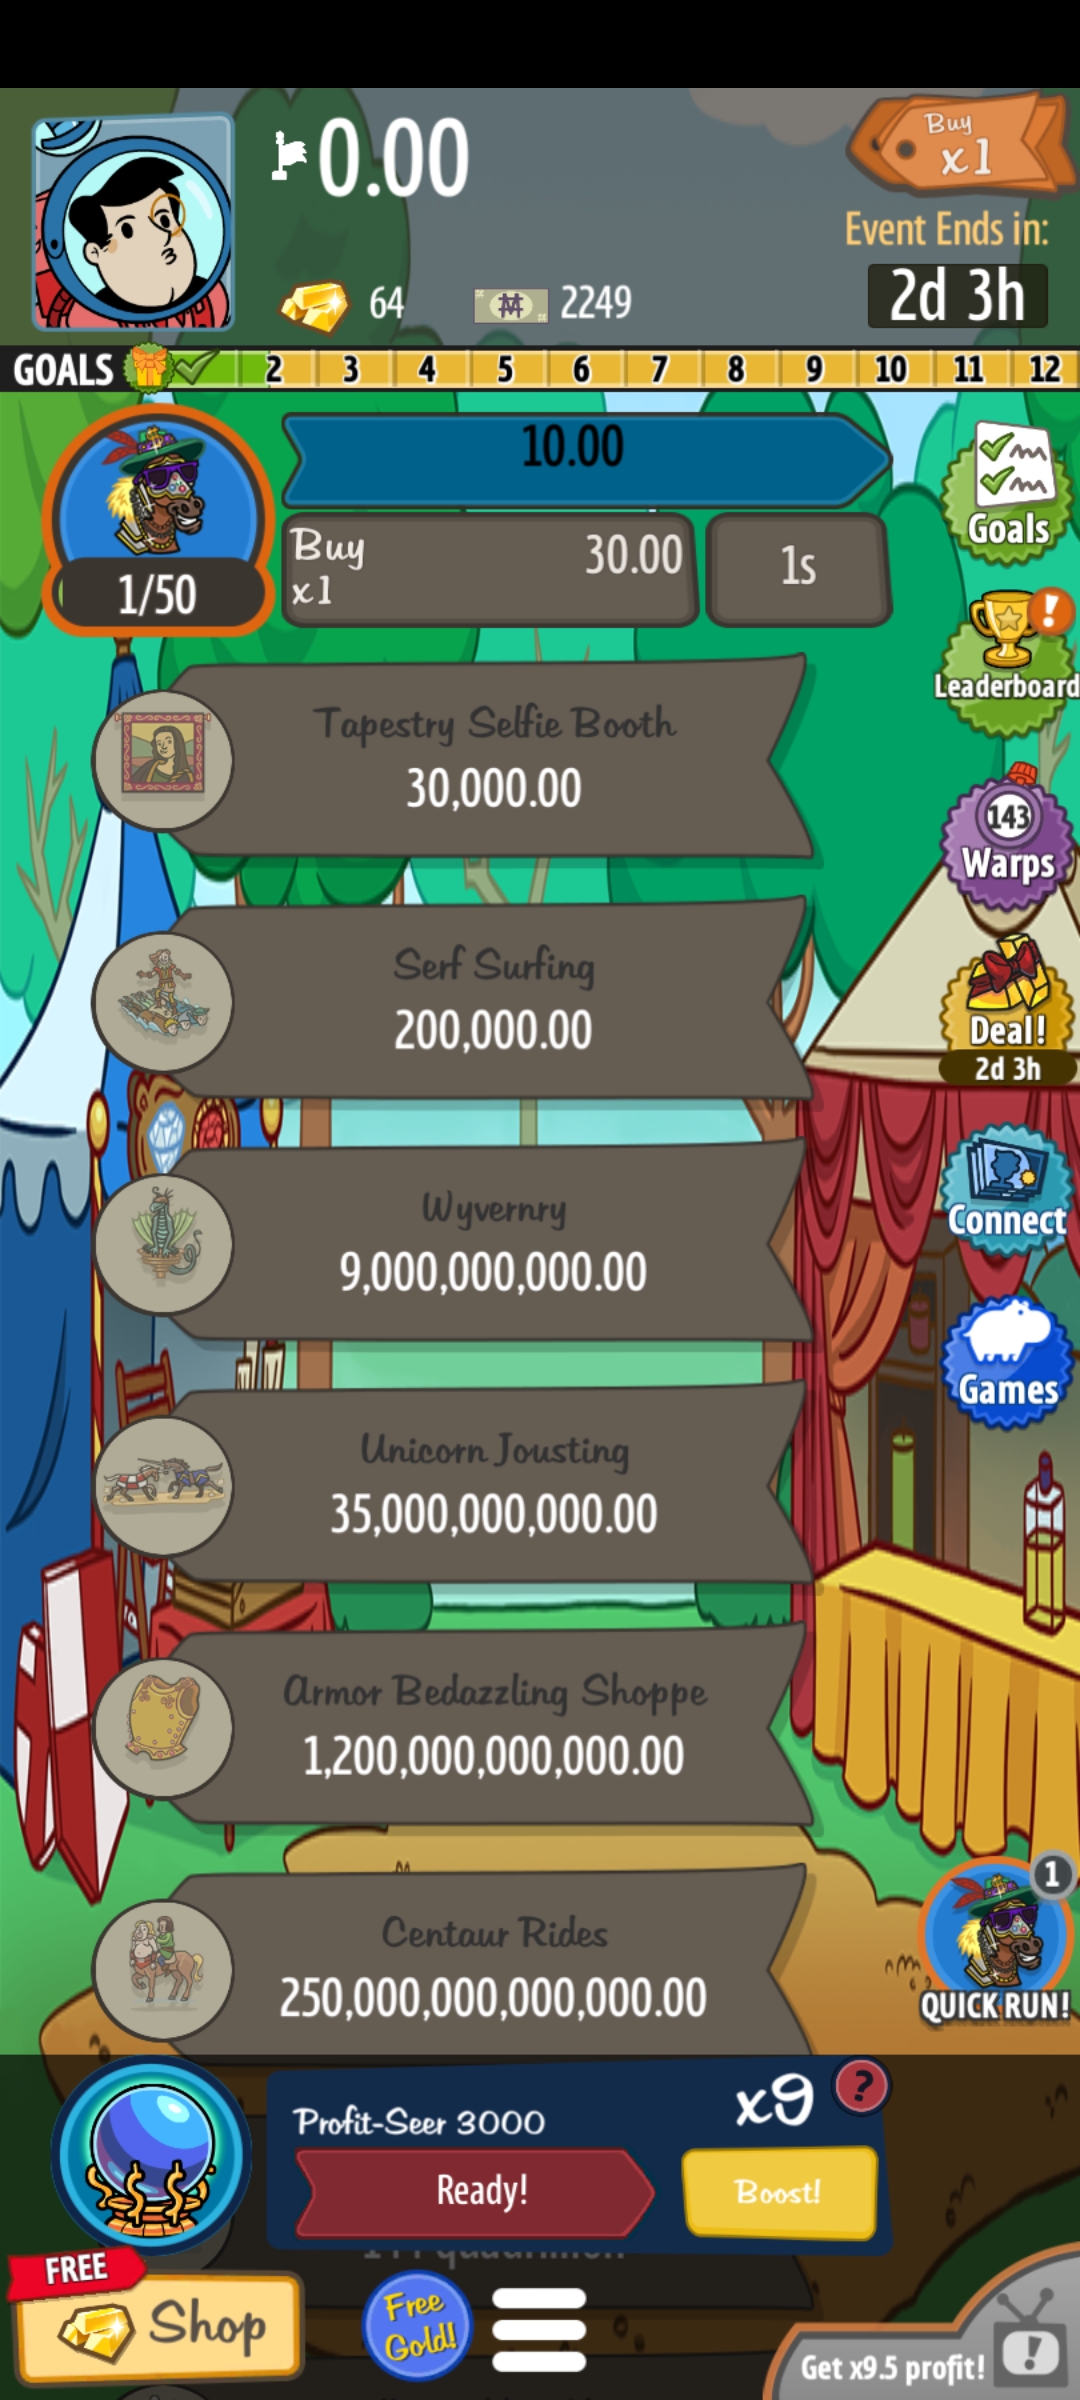 0.00
Buy
x1
Event Ends in:
64
2249
2d 3h
GOALS
2 3 4 5 6 7 8 9 10 11 12
10.00
Buy
x1
30.00
1s
1/50
Goals
Leaderboard
Tapestry Selfie Booth
30,000.00
143
Warps
Serf Surfing
200,000.00
Deal!
2d 3h
Wyvernry
9,000,000,000.00
Connect
Games
Unicorn Jousting
35,000,000,000.00
Armor Bedazzling Shoppe
1,200,000,000,000.00
1
Centaur Rides
250,000,000,000,000.00
QUICK RUN!
Profit-Seer 3000
x9
?
Ready!
Boost!
FREE
Shop
Free
Gold!
Get x9.5 profit!